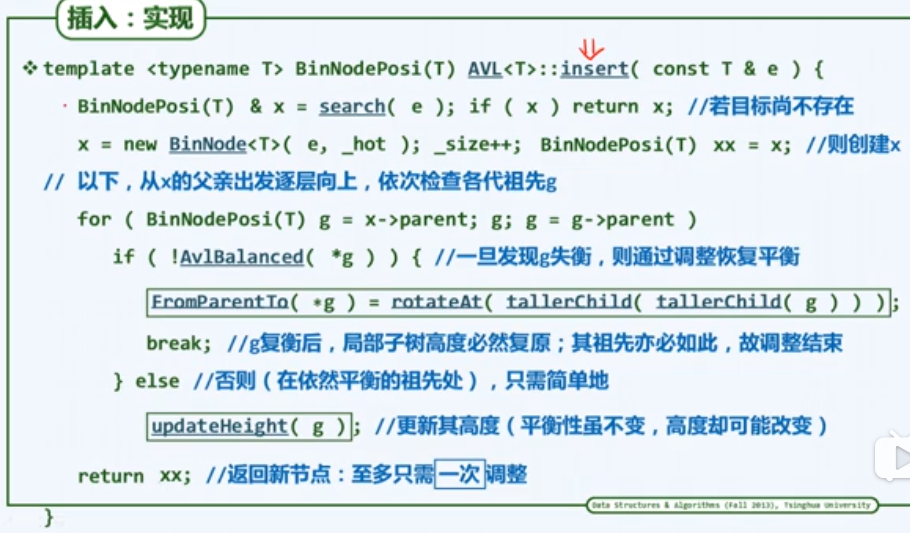 插入：实现
❖ template <typename T> BinNodePosi(T) AVL<T>::insert( const T & e ) {
BinNodePosi(T) & x = search( e ); if ( x ) return x; //若目标尚不存在
x = new BinNode<T>( e, _hot ); _size++; BinNodePosi(T) xx = x; //则创建x
// 以下，从x的父亲出发逐层向上，依次检查各代祖先g
for ( BinNodePosi(T) g = x->parent; g; g = g->parent )
if ( !AvlBalanced( *g ) ) { //一旦发现g失衡，则通过调整恢复平衡
FromParentTo( *g ) = rotateAt( tallerChild( tallerChild( g ) ) );
break; //g复衡后，局部子树高度必然复原；其祖先亦必如此，故调整结束
} else //否则（在依然平衡的祖先处），只需简单地
updateHeight( g ); //更新其高度（平衡性虽不变，高度却可能改变）
return xx; //返回新节点：至多只需一次调整
Data Structures & Algorithms (Fall 2013), Tsinghua University
}